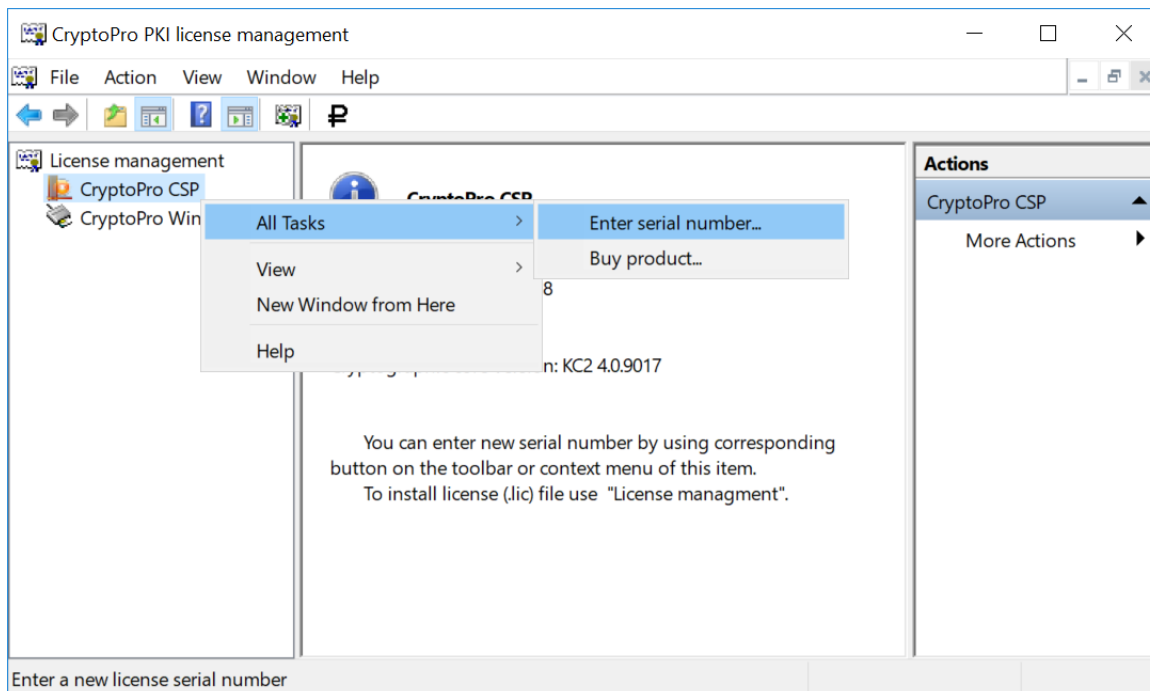 CryptoPro PKI license management
File Action View Window Help
License management
CryptoPro CSP
CryptoPro Win
CryptoPro CSP
All Tasks
View
New Window from Here
Help
Enter serial number...
Buy product...
8
n: KC2 4.0.9017
You can enter new serial number by using corresponding
button on the toolbar or context menu of this item.
To install license (.lic) file use "License managment".
Actions
CryptoPro CSP
More Actions
Enter a new license serial number